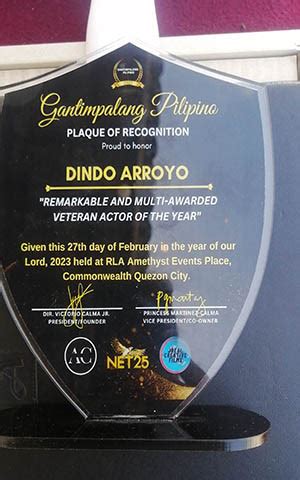 Gantimpalang Pilipino
PLAQUE OF RECOGNITION
Proud to honor
DINDO ARROYO
"REMARKABLE AND MULTI-AWARDED
VETERAN ACTOR OF THE YEAR"
Given this 27th day of February in the year of our
Lord, 2023 held at RLA Amethyst Events Place,
Commonwealth Quezon City.
DIR. VICTORIO CALMA JR.
PRESIDENT/FOUNDER
PRINCESS MARTINEZ CALMA
VICE PRESIDENT/CO-OWNER
AC
NET25